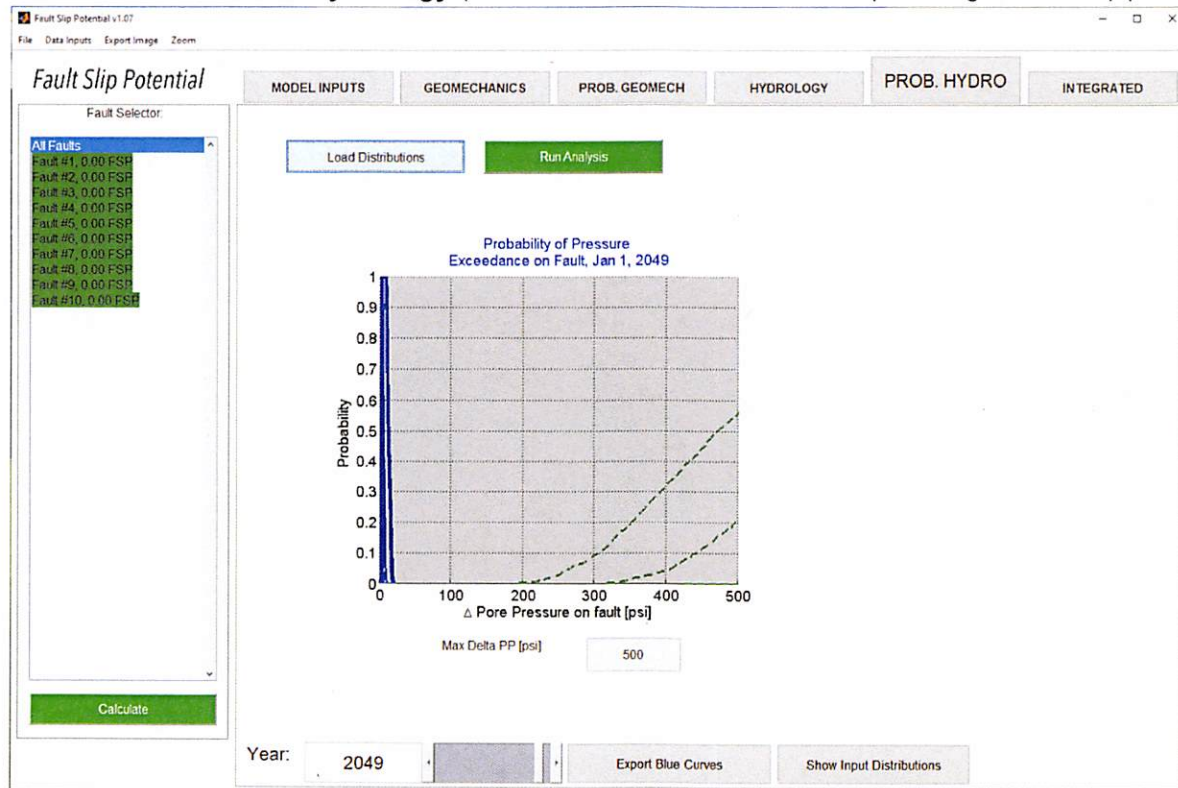 Fault Slip Potential v1.07
File Data Inputs Export Image Zoom
Fault Slip Potential
MODEL INPUTS GEOMECHANICS PROB. GEOMECH HYDROLOGY PROB. HYDRO INTEGRATED
Fault Selector:
All Faults
Fault #1, 0.00 FSP
Fault #2, 0.00 FSP
Fault #3, 0.00 FSP
Fault #4, 0.00 FSP
Fault #5, 0.00 FSP
Fault #6, 0.00 FSP
Fault #7, 0.00 FSP
Fault #8, 0.00 FSP
Fault #9, 0.00 FSP
Fault #10, 0.00 FSP
Calculate
Load Distributions Run Analysis
Probability of Pressure
Exceedance on Fault, Jan 1, 2049
Probability
1
0.9
0.8
0.7
0.6
0.5
0.4
0.3
0.2
0.1
0
0 100 200 300 400 500
Δ Pore Pressure on fault [psi]
Max Delta PP [psi] 500
Year: 2049 Export Blue Curves Show Input Distributions